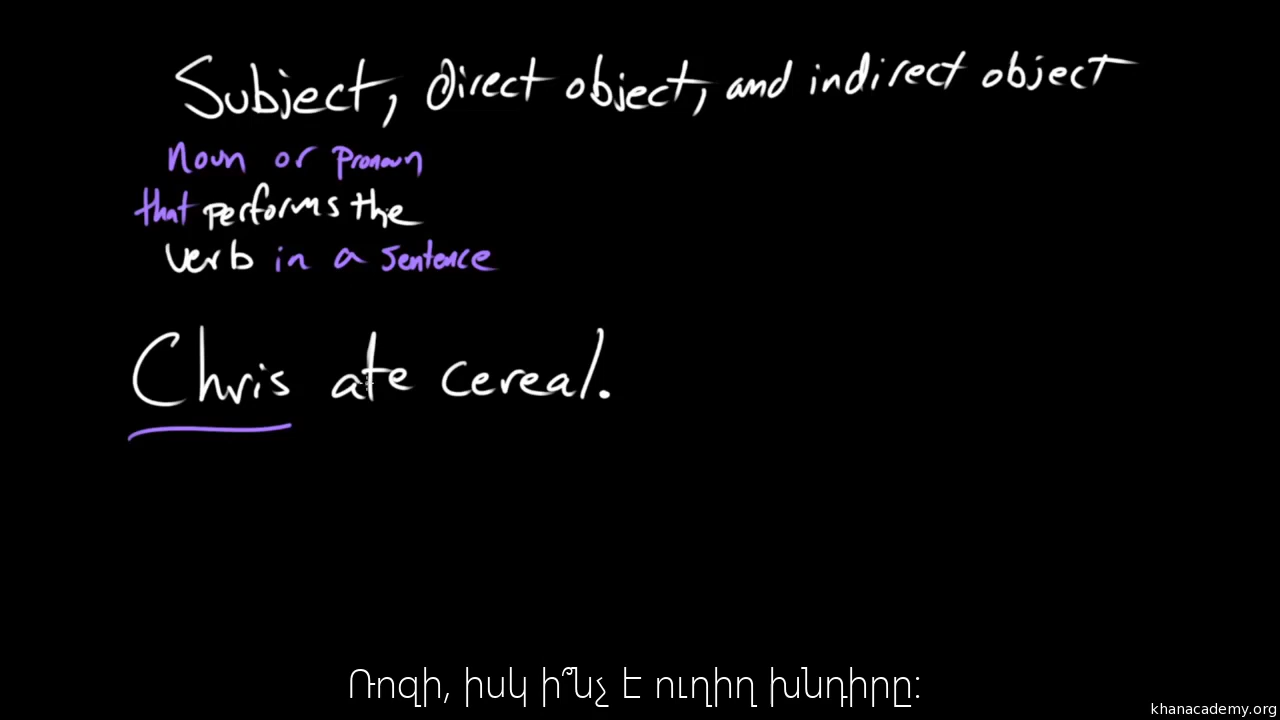 Subject, direct object, and indirect object
noun or pronoun
that performs the
verb in a sentence
Chris ate cereal.
Ռոզի, իսկ ի՞նչ է ուղիղ խնդիրը:
khanacademy.org